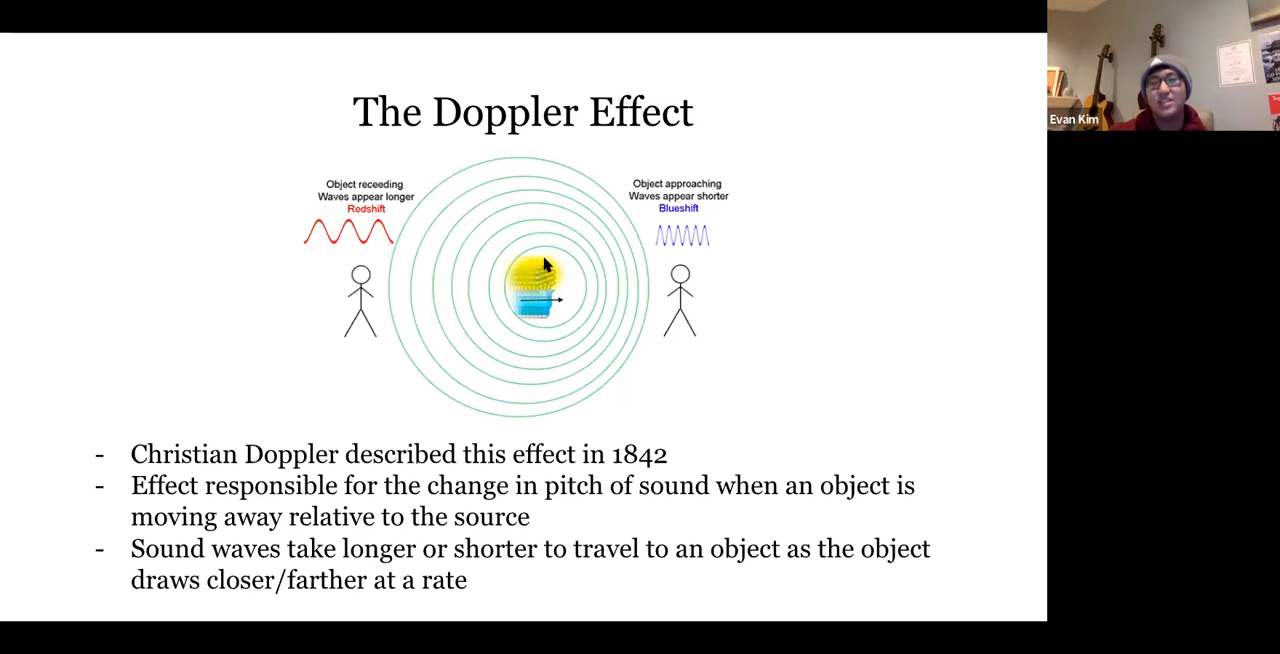 The Doppler Effect
Object receeding
Waves appear longer
Redshift
Object approaching
Waves appear shorter
Blueshift
- Christian Doppler described this effect in 1842
- Effect responsible for the change in pitch of sound when an object is
moving away relative to the source
- Sound waves take longer or shorter to travel to an object as the object
draws closer/farther at a rate
Evan Kim